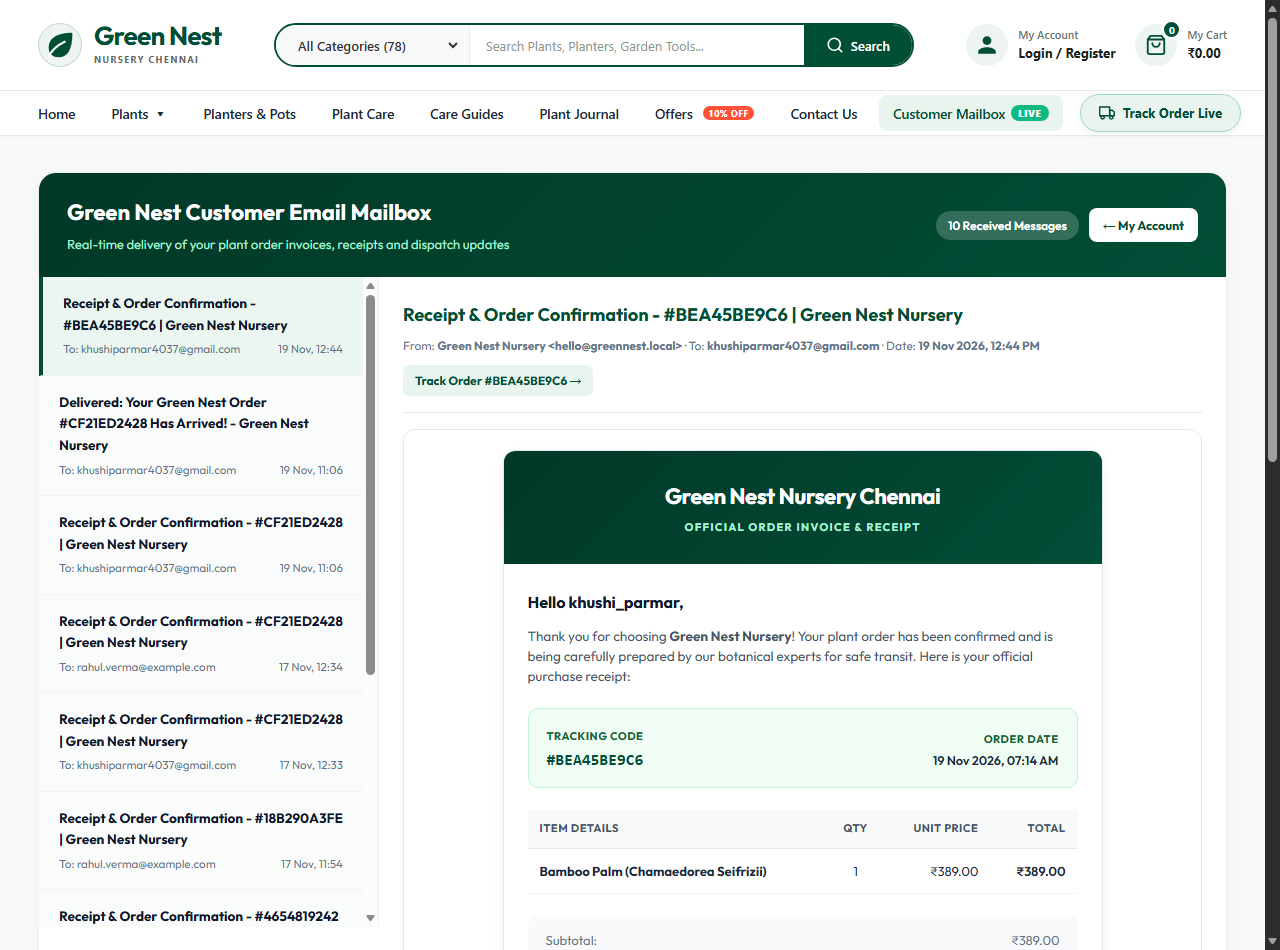 Green Nest
NURSERY CHENNAI
All Categories (78)
Search Plants, Planters, Garden Tools...
Search
My Account
Login / Register
0
My Cart
₹0.00
Home
Plants
Planters & Pots
Plant Care
Care Guides
Plant Journal
Offers
10% OFF
Contact Us
Customer Mailbox
LIVE
Track Order Live
Green Nest Customer Email Mailbox
Real-time delivery of your plant order invoices, receipts and dispatch updates
10 Received Messages
← My Account
Receipt & Order Confirmation -
#BEA45BE9C6 | Green Nest Nursery
To: khushiparmar4037@gmail.com
19 Nov, 12:44
Delivered: Your Green Nest Order
#CF21ED2428 Has Arrived! - Green Nest
Nursery
To: khushiparmar4037@gmail.com
19 Nov, 11:06
Receipt & Order Confirmation - #CF21ED2428
| Green Nest Nursery
To: khushiparmar4037@gmail.com
19 Nov, 11:06
Receipt & Order Confirmation - #CF21ED2428
| Green Nest Nursery
To: rahul.verma@example.com
17 Nov, 12:34
Receipt & Order Confirmation - #CF21ED2428
| Green Nest Nursery
To: khushiparmar4037@gmail.com
17 Nov, 12:33
Receipt & Order Confirmation - #18B290A3FE
| Green Nest Nursery
To: rahul.verma@example.com
17 Nov, 11:54
Receipt & Order Confirmation - #4654819242
Receipt & Order Confirmation - #BEA45BE9C6 | Green Nest Nursery
From: Green Nest Nursery <hello@greennest.local> · To: khushiparmar4037@gmail.com · Date: 19 Nov 2026, 12:44 PM
Track Order #BEA45BE9C6 →
Green Nest Nursery Chennai
OFFICIAL ORDER INVOICE & RECEIPT
Hello khushi_parmar,
Thank you for choosing Green Nest Nursery! Your plant order has been confirmed and is
being carefully prepared by our botanical experts for safe transit. Here is your official
purchase receipt:
TRACKING CODE
#BEA45BE9C6
ORDER DATE
19 Nov 2026, 07:14 AM
ITEM DETAILS QTY UNIT PRICE TOTAL
Bamboo Palm (Chamaedorea Seifrizii) 1 ₹389.00 ₹389.00
Subtotal: ₹389.00